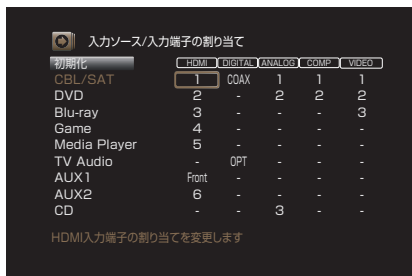 入力ソース/入力端子の割り当て
初期化 HDMI DIGITAL ANALOG COMP VIDEO
CBL/SAT 1 COAX 1 1 1
DVD 2 - 2 2 2
Blu-ray 3 - - - 3
Game 4 - - - -
Media Player 5 - - - -
TV Audio - OPT - - -
AUX1 Front - - - -
AUX2 6 - - - -
CD - - 3 - -
HDMI入力端子の割り当てを変更します